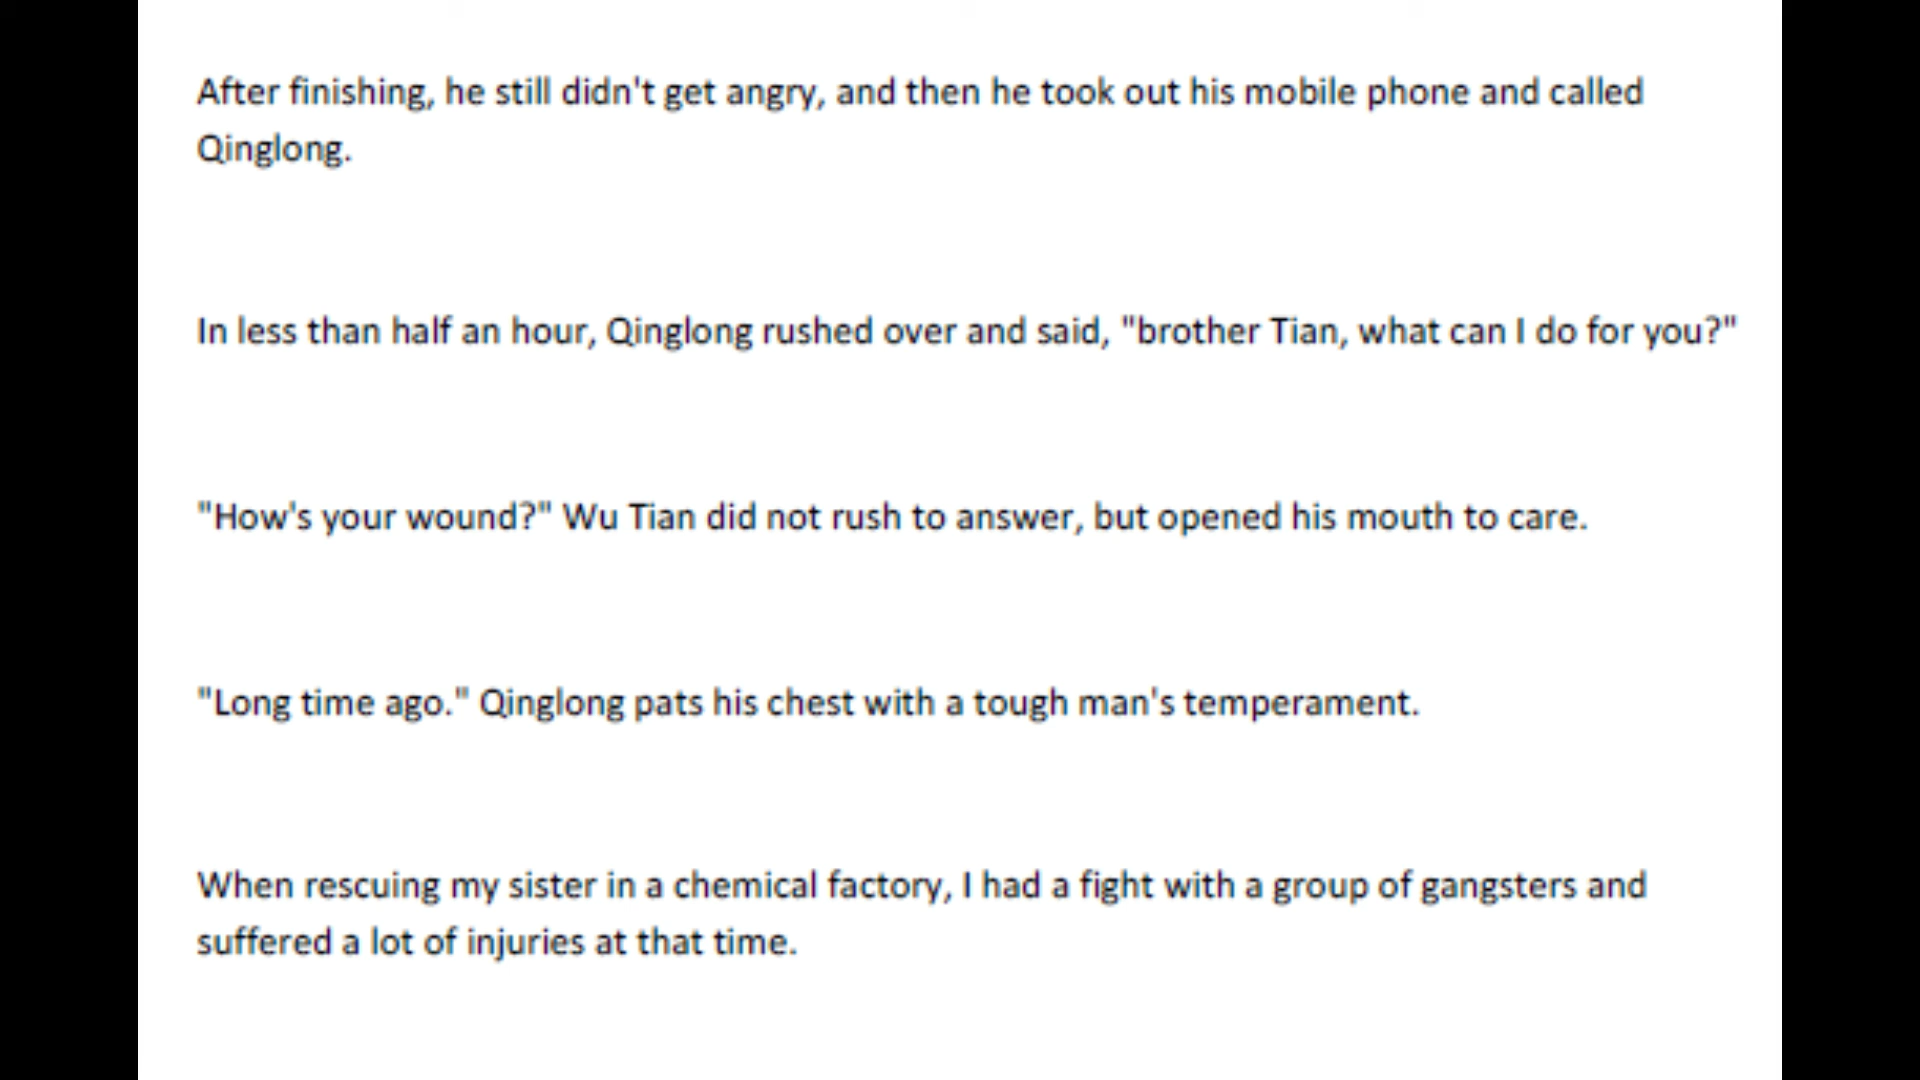 After finishing, he still didn't get angry, and then he took out his mobile phone and called
Qinglong.
In less than half an hour, Qinglong rushed over and said, "brother Tian, what can I do for you?"
"How's your wound?" Wu Tian did not rush to answer, but opened his mouth to care.
"Long time ago." Qinglong pats his chest with a tough man's temperament.
When rescuing my sister in a chemical factory, I had a fight with a group of gangsters and
suffered a lot of injuries at that time.